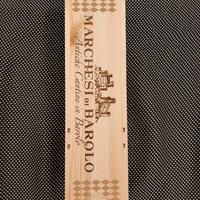 MARCHESI DI BAROLO
Antiche Cantine in Barolo